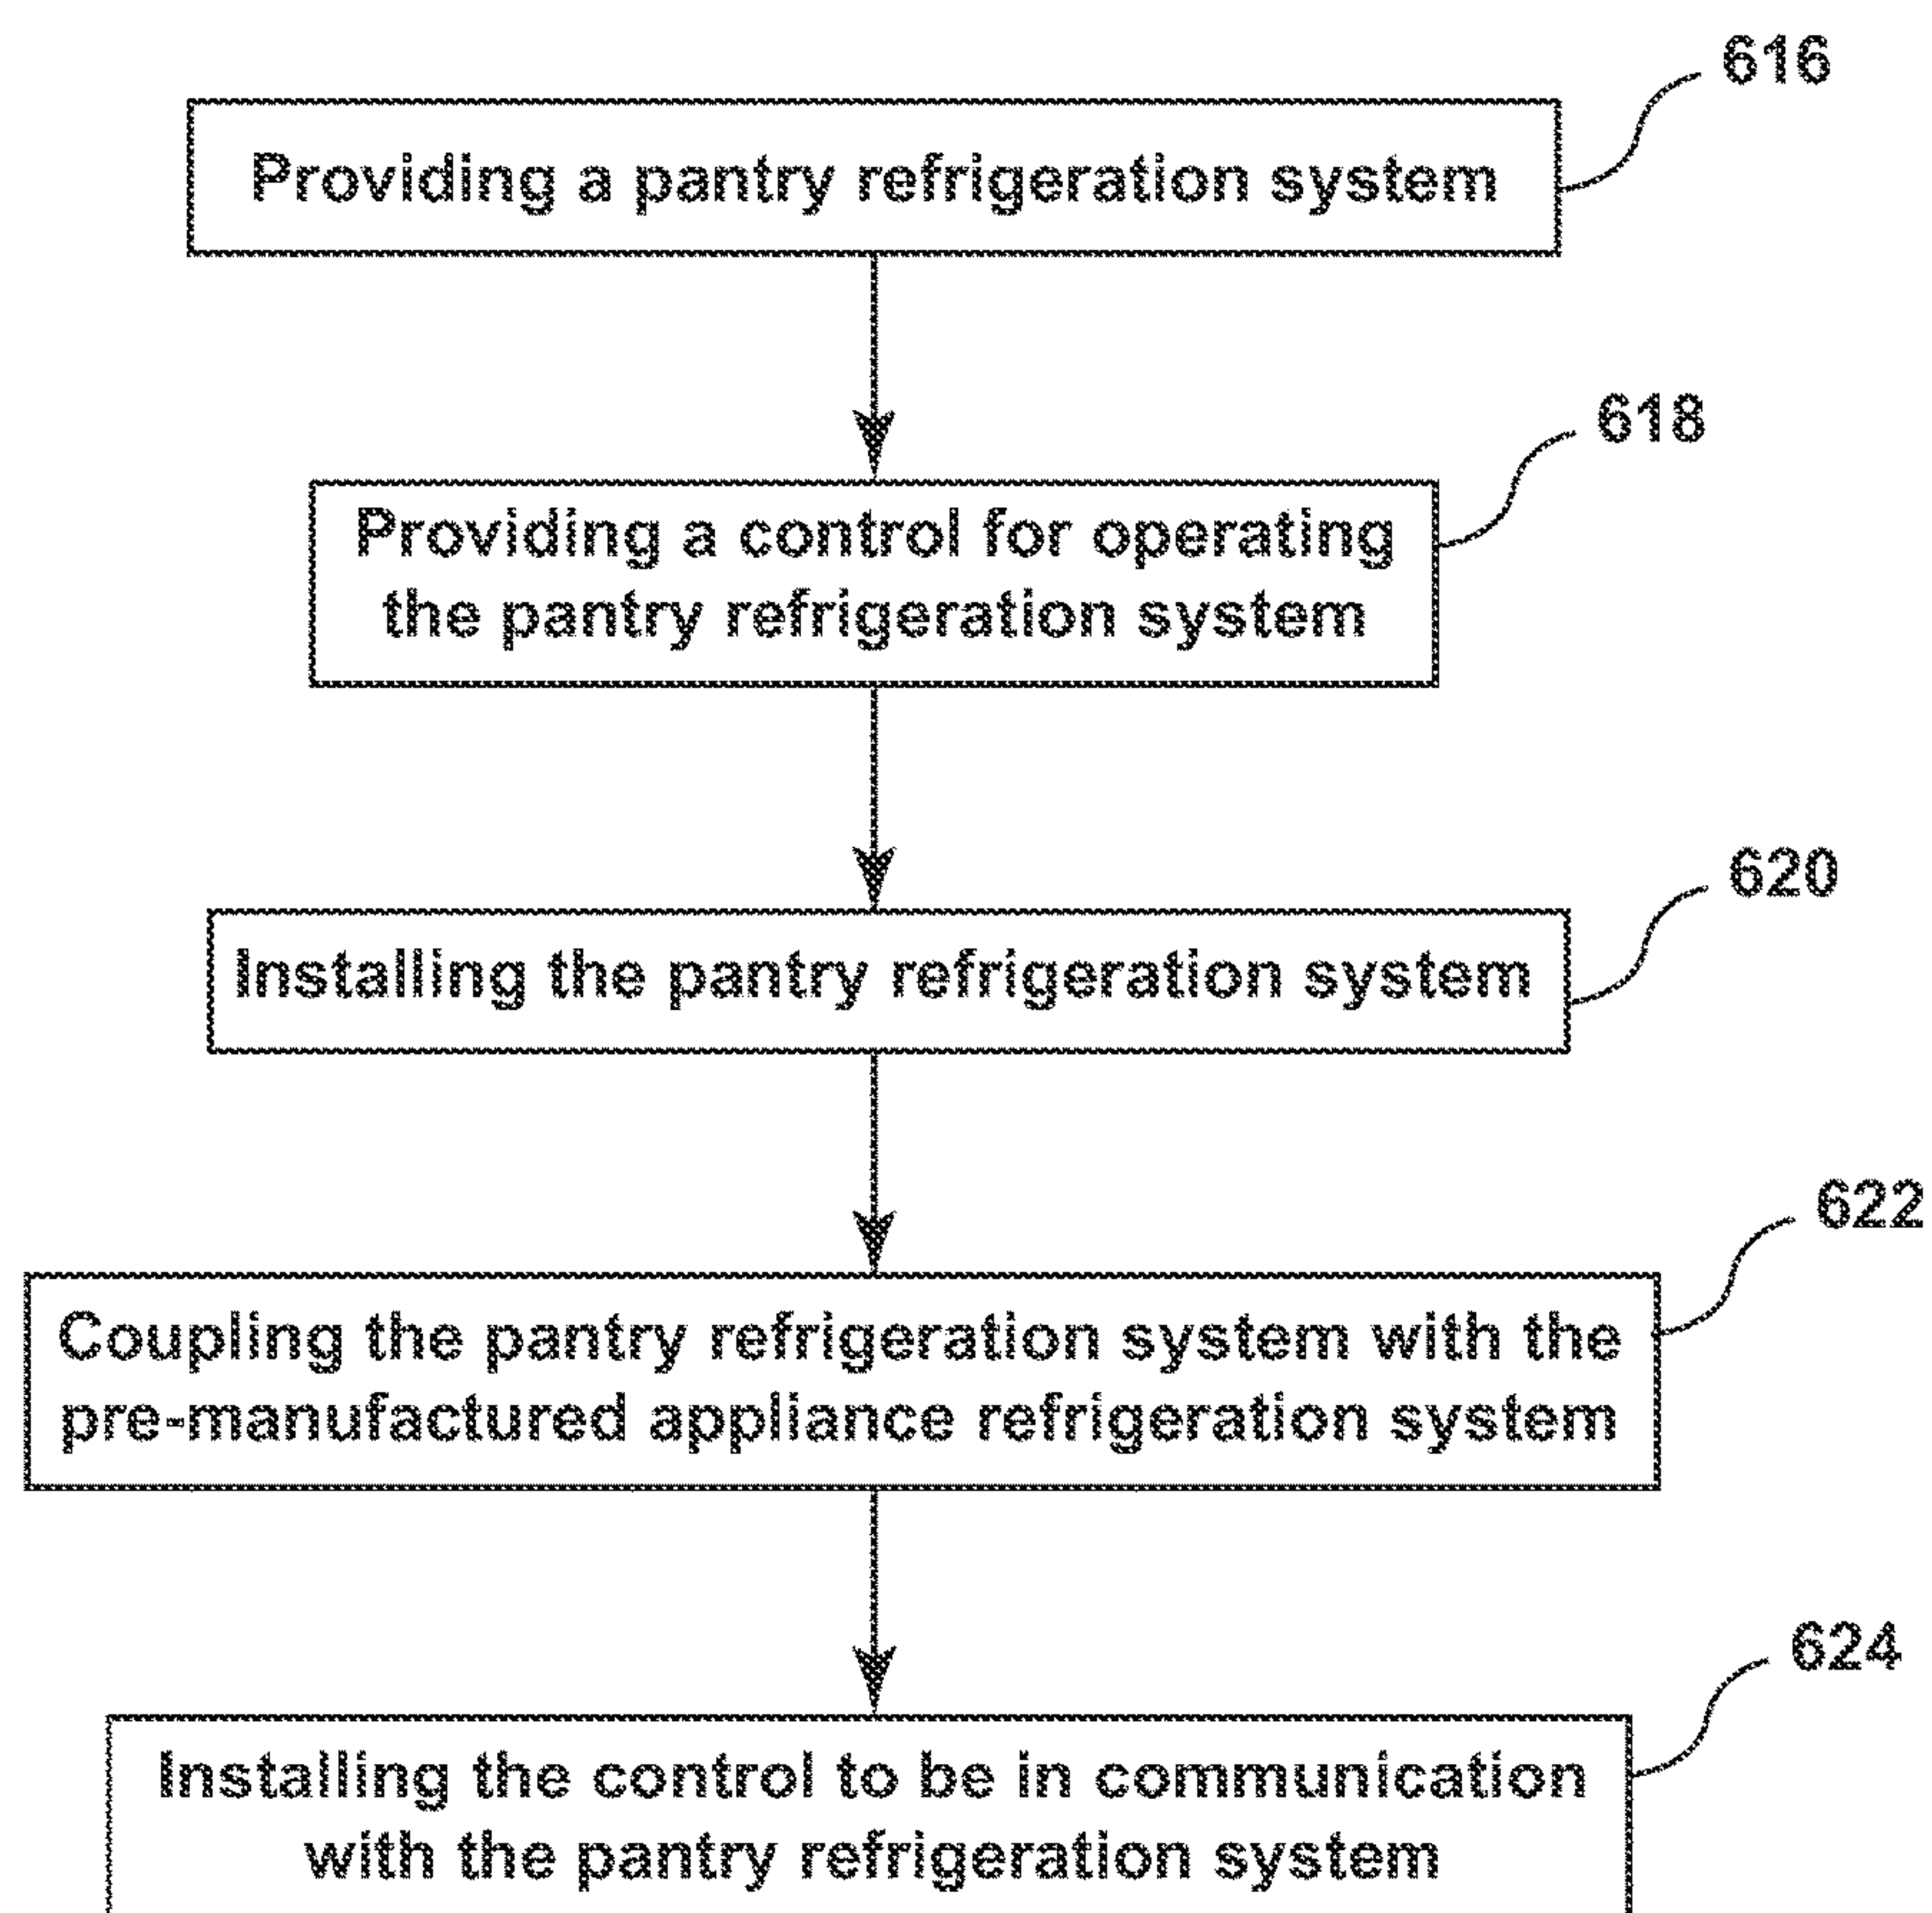 616
Providing a pantry refrigeration system
618
Providing a control for operating
the pantry refrigeration system
620
Installing the pantry refrigeration system
622
Coupling the pantry refrigeration system with the
pre-manufactured appliance refrigeration system
624
Installing the control to be in communication
with the pantry refrigeration system